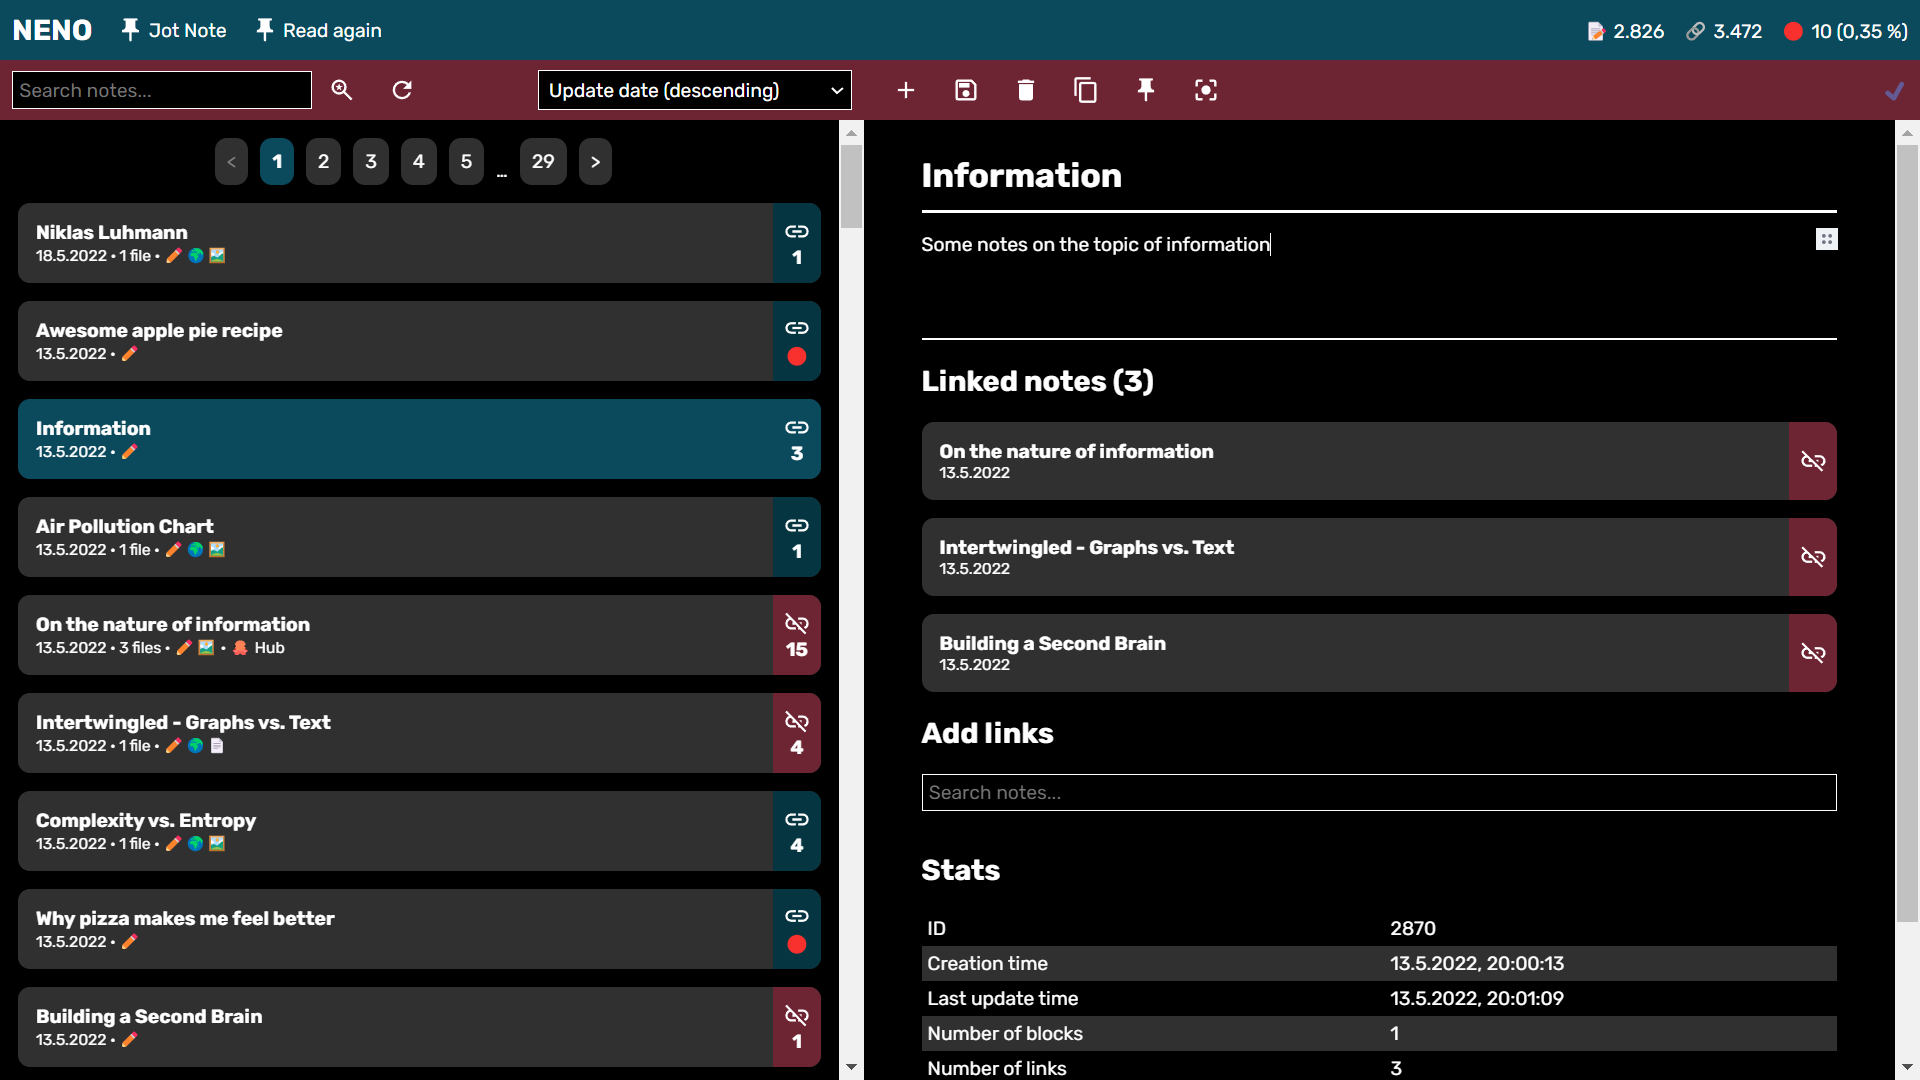 NENO
Jot Note
Read again
2.826
3.472
10 (0,35 %)
Search notes...
Update date (descending)
<
1
2
3
4
5
...
29
>
Niklas Luhmann
18.5.2022 • 1 file •
1
Awesome apple pie recipe
13.5.2022 •
Information
13.5.2022 •
3
Air Pollution Chart
13.5.2022 • 1 file •
1
On the nature of information
13.5.2022 • 3 files • • Hub
15
Intertwingled - Graphs vs. Text
13.5.2022 • 1 file •
4
Complexity vs. Entropy
13.5.2022 • 1 file •
4
Why pizza makes me feel better
13.5.2022 •
Building a Second Brain
13.5.2022 •
1
Information
Some notes on the topic of information
Linked notes (3)
On the nature of information
13.5.2022
Intertwingled - Graphs vs. Text
13.5.2022
Building a Second Brain
13.5.2022
Add links
Search notes...
Stats
ID 2870
Creation time 13.5.2022, 20:00:13
Last update time 13.5.2022, 20:01:09
Number of blocks 1
Number of links 3